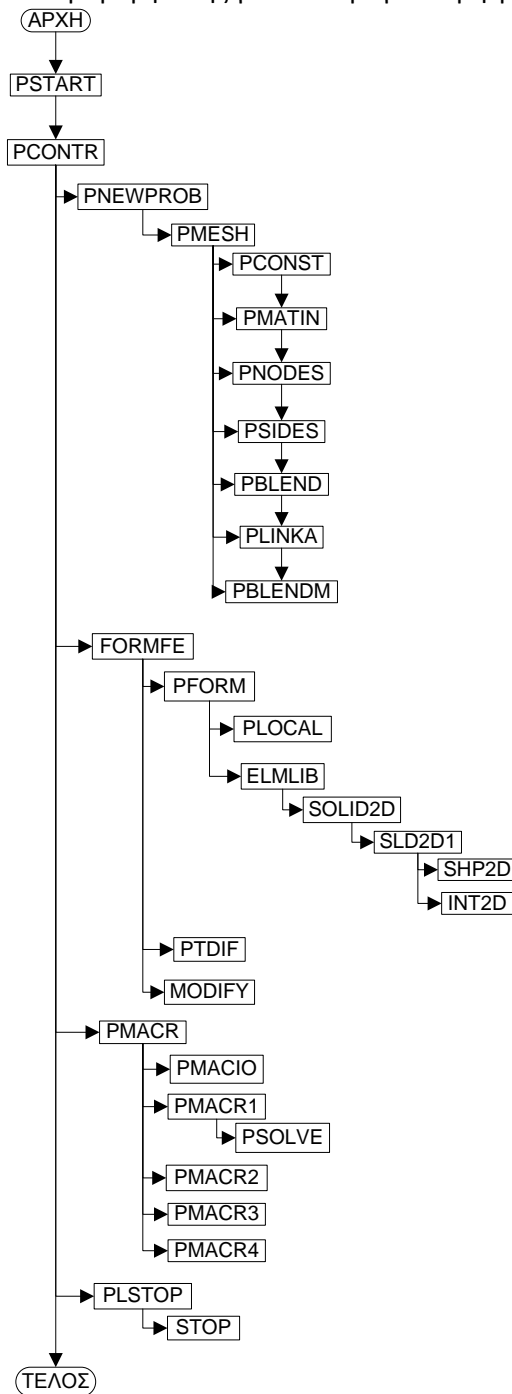 ΑΡΧΗ
PSTART
PCONTR
PNEWPROB
PMESH
PCONST
PMATIN
PNODES
PSIDES
PBLEND
PLINKA
PBLENDM
FORMFE
PFORM
PLOCAL
ELMLIB
SOLID2D
SLD2D1
SHP2D
INT2D
PTDIF
MODIFY
PMACR
PMACIO
PMACR1
PSOLVE
PMACR2
PMACR3
PMACR4
PLSTOP
STOP
ΤΕΛΟΣ